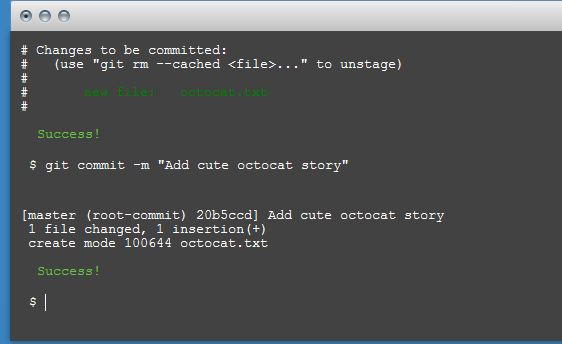 # Changes to be committed:
#   (use "git rm --cached <file>..." to unstage)
#
#       new file:   octocat.txt
#
Success!
$ git commit -m "Add cute octocat story"
[master (root-commit) 20b5ccd] Add cute octocat story
 1 file changed, 1 insertion(+)
 create mode 100644 octocat.txt
Success!
$